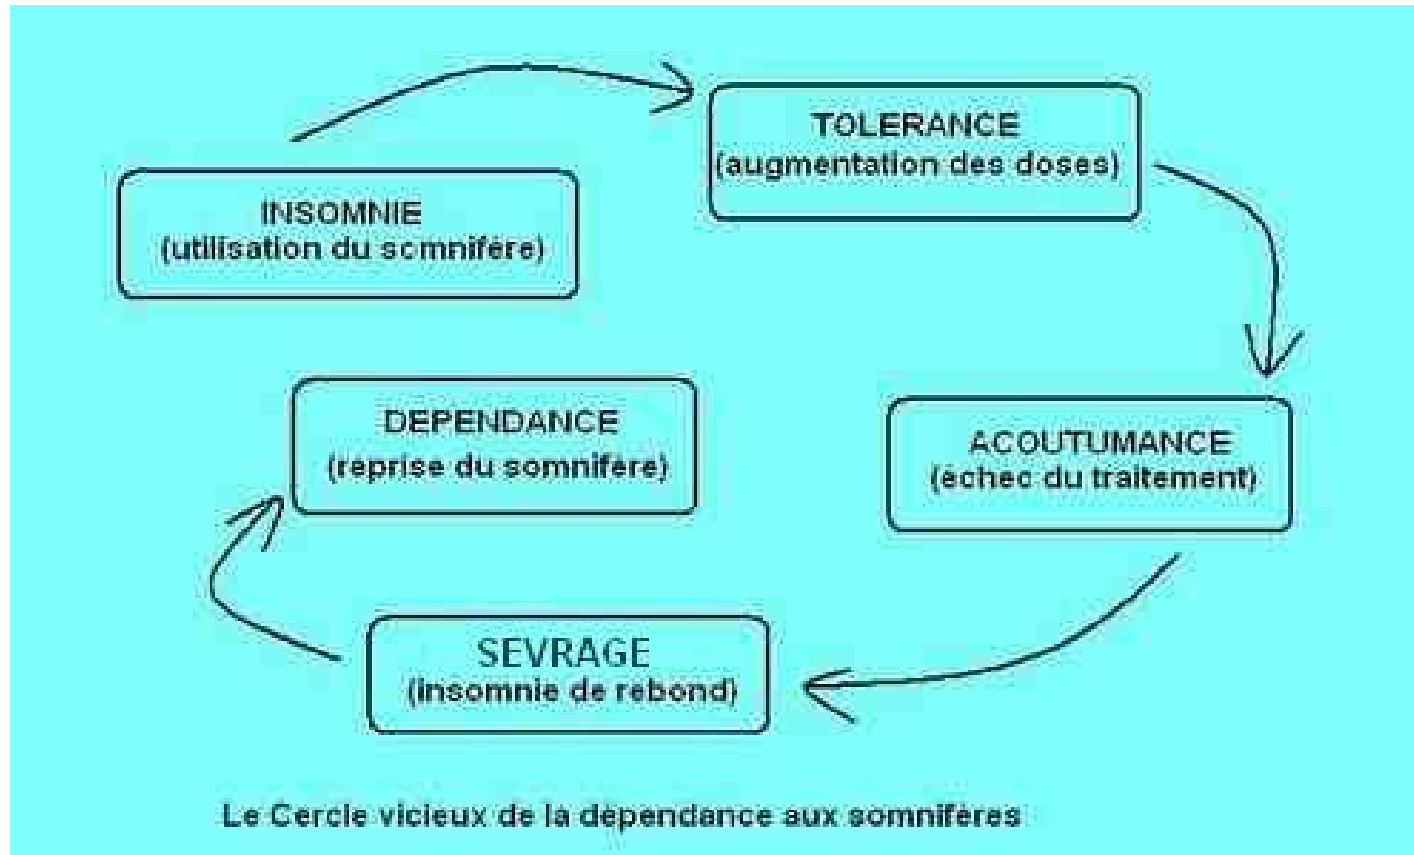 INSOMNIE
(utilisation du somnifère)
TOLERANCE
(augmentation des doses)
ACOUTUMANCE
(échec du traitement)
SEVRAGE
(insomnie de rebond)
DEPENDANCE
(reprise du somnifère)
Le Cercle vicieux de la dépendance aux somnifères